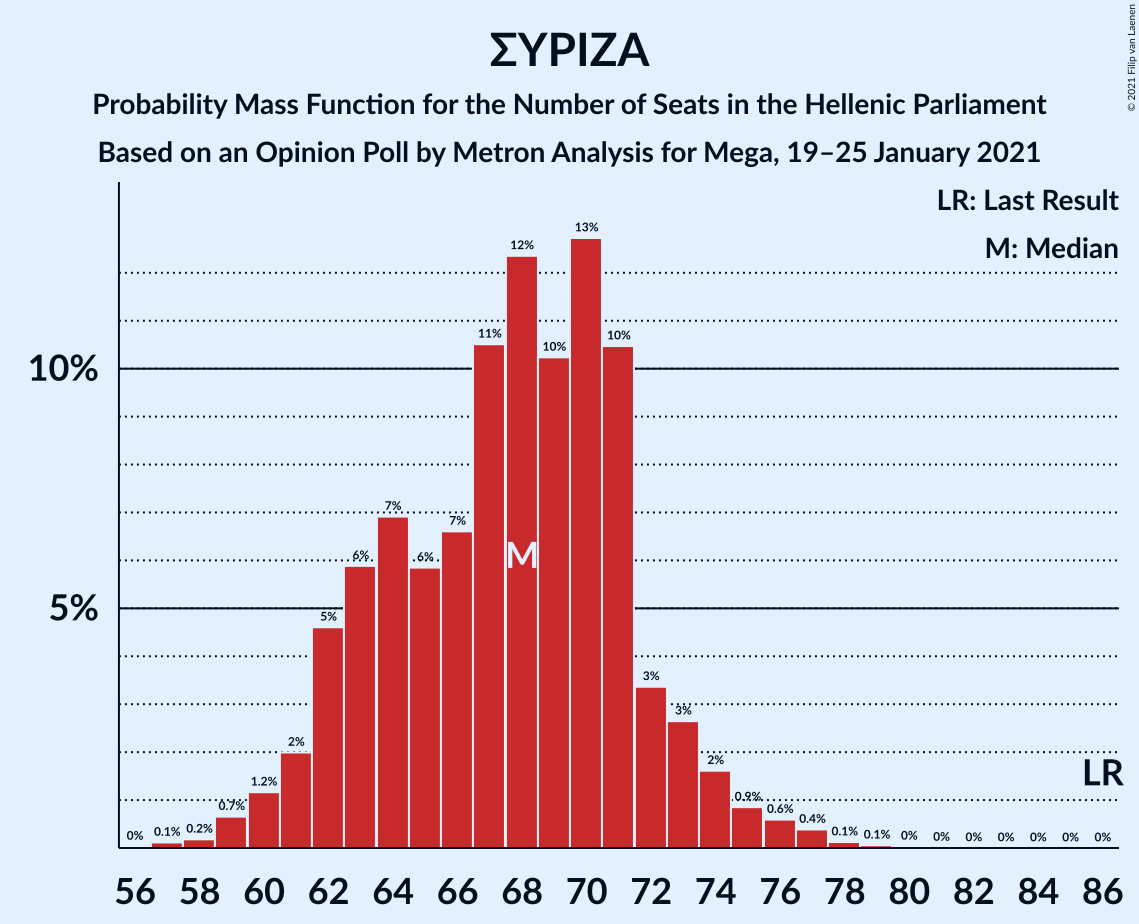 ΣΥΡΙΖΑ
Probability Mass Function for the Number of Seats in the Hellenic Parliament
Based on an Opinion Poll by Metron Analysis for Mega, 19–25 January 2021
© 2021 Filip van Laenen
LR: Last Result
M: Median
10%
5%
0% 0.1% 0.2% 0.7% 1.2% 2% 5% 6% 7% 6% 7% 11% 12% 10% 13% 10% 3% 3% 2% 0.9% 0.6% 0.4% 0.1% 0.1% 0% 0% 0% 0% 0% 0% 0%
M
LR
56 58 60 62 64 66 68 70 72 74 76 78 80 82 84 86